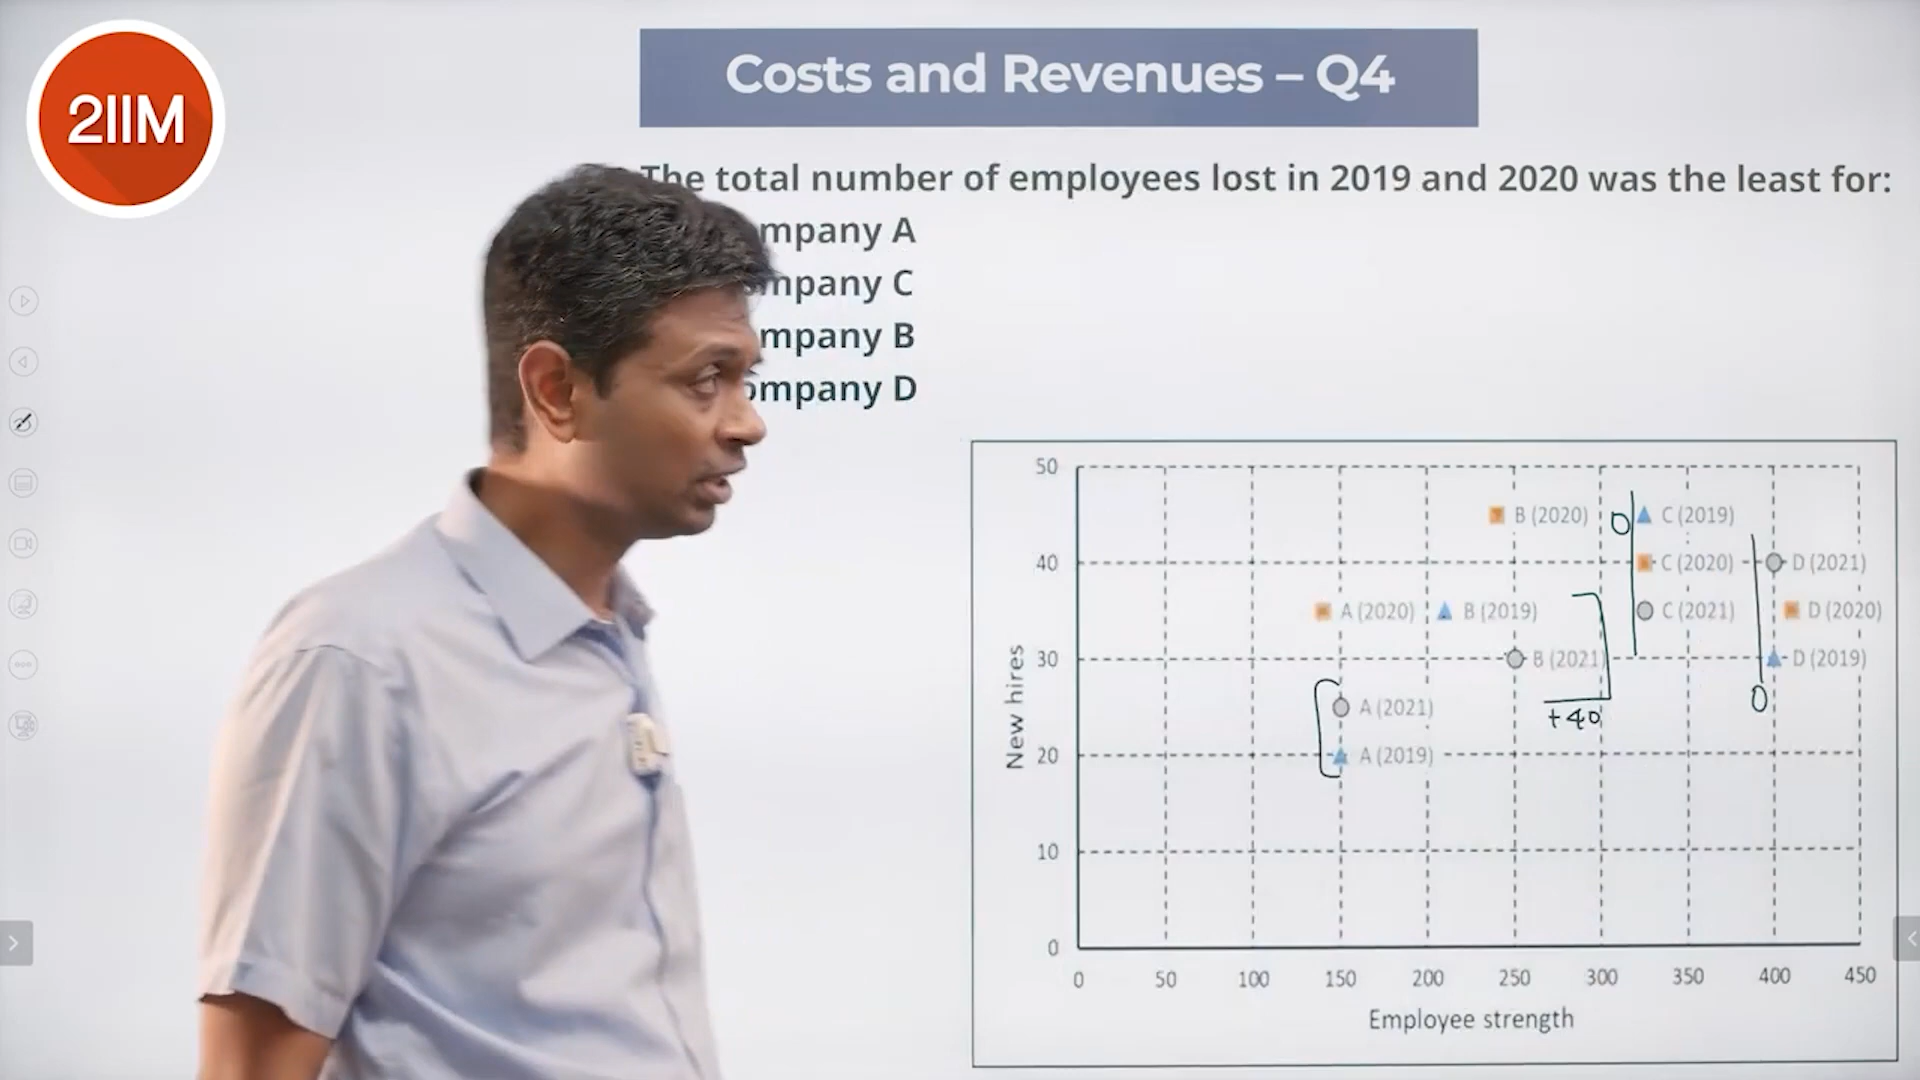 2IIM
Costs and Revenues – Q4
The total number of employees lost in 2019 and 2020 was the least for:
mpany A
mpany C
mpany B
ompany D
50
B (2020)
0
C (2019)
40
C (2020)
D (2021)
A (2020)
B (2019)
C (2021)
D (2020)
30
B (2021)
D (2019)
A (2021)
0
+40
20
A (2019)
10
0
New hires
0 50 100 150 200 250 300 350 400 450
Employee strength